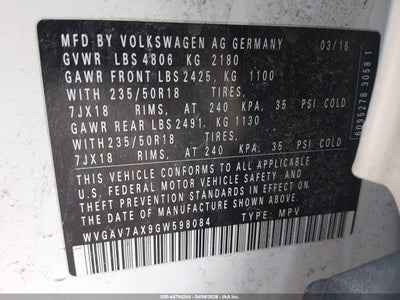 MFD BY VOLKSWAGEN AG GERMANY 03/16
GVWR LBS 4806 KG 2180
GAWR FRONT LBS 2425, KG 1100
WITH 235/50R18 TIRES,
7JX18 RIMS, AT 240 KPA, 35 PSI COLD
GAWR REAR LBS 2491, KG 1130
WITH 235/50R18 TIRES,
7JX18 RIMS, AT 240 KPA, 35 PSI COLD
THIS VEHICLE CONFORMS TO ALL APPLICABLE
U.S. FEDERAL MOTOR VEHICLE SAFETY AND
THEFT PREVENTION STANDARDS IN EFFECT ON
THE DATE OF MANUFACTURE SHOWN ABOVE
WVGAV7AX9GW598084 TYPE: MPV